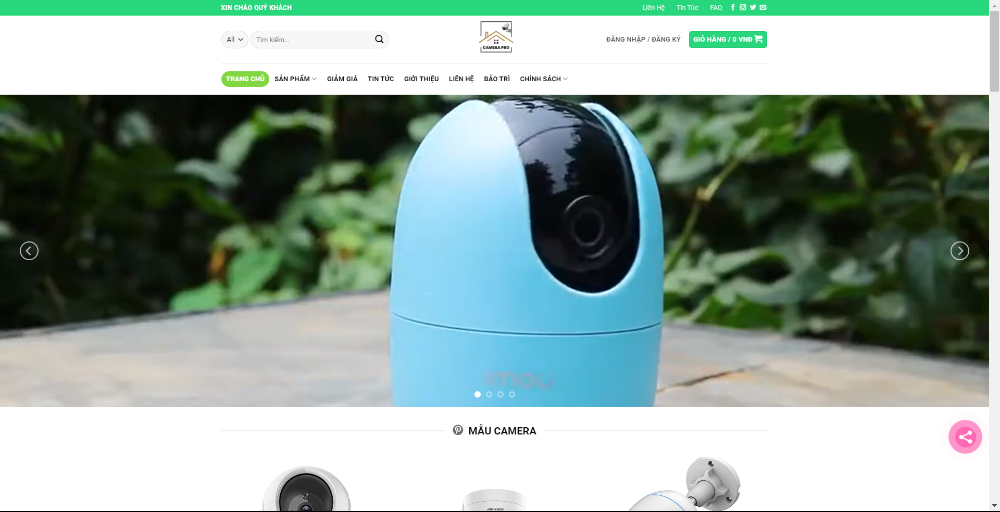 XIN CHÀO QUÝ KHÁCH
Liên Hệ
Tin Tức
FAQ
All
Tìm kiếm...
CAMERA PRO
ĐĂNG NHẬP / ĐĂNG KÝ
GIỎ HÀNG / 0 VNĐ
TRANG CHỦ
SẢN PHẨM
GIẢM GIÁ
TIN TỨC
GIỚI THIỆU
LIÊN HỆ
BẢO TRÌ
CHÍNH SÁCH
imou
MẪU CAMERA
HIKVISION